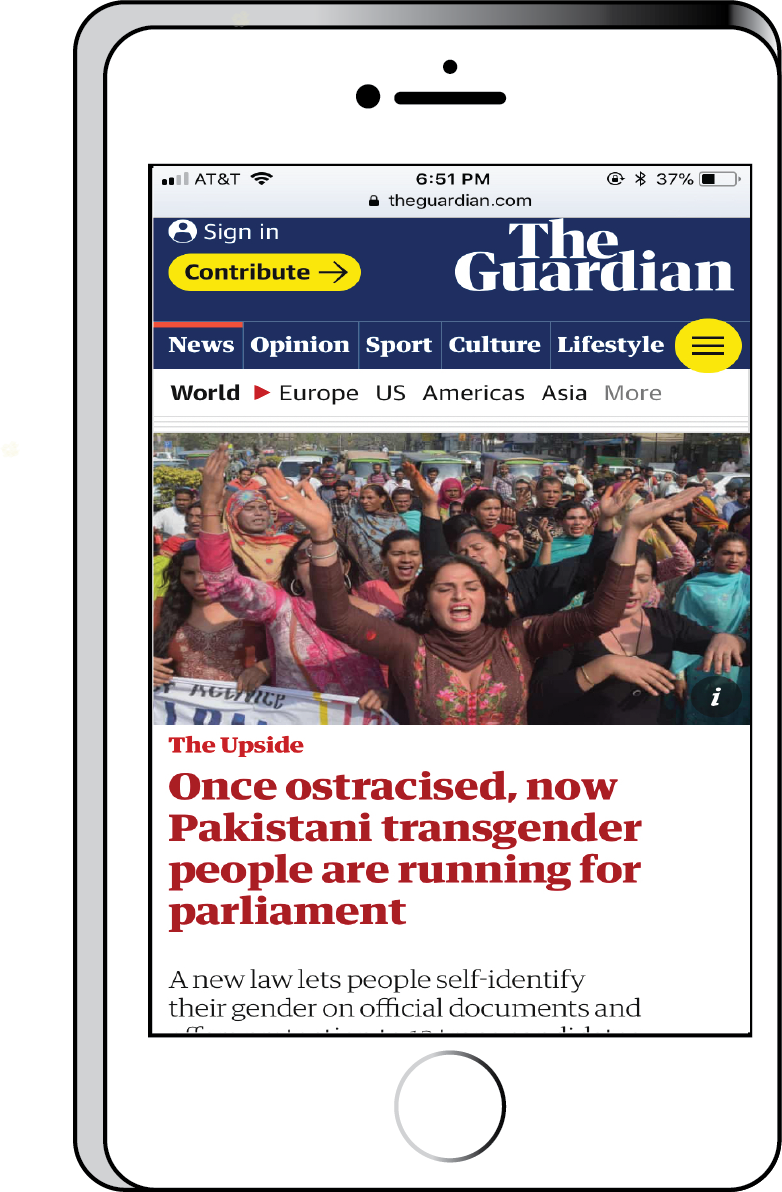 AT&T 6:51 PM 37%
theguardian.com
Sign in
Contribute
The
Guardian
News Opinion Sport Culture Lifestyle
World Europe US Americas Asia More
i
The Upside
Once ostracised, now
Pakistani transgender
people are running for
parliament
A new law lets people self-identify
their gender on official documents and